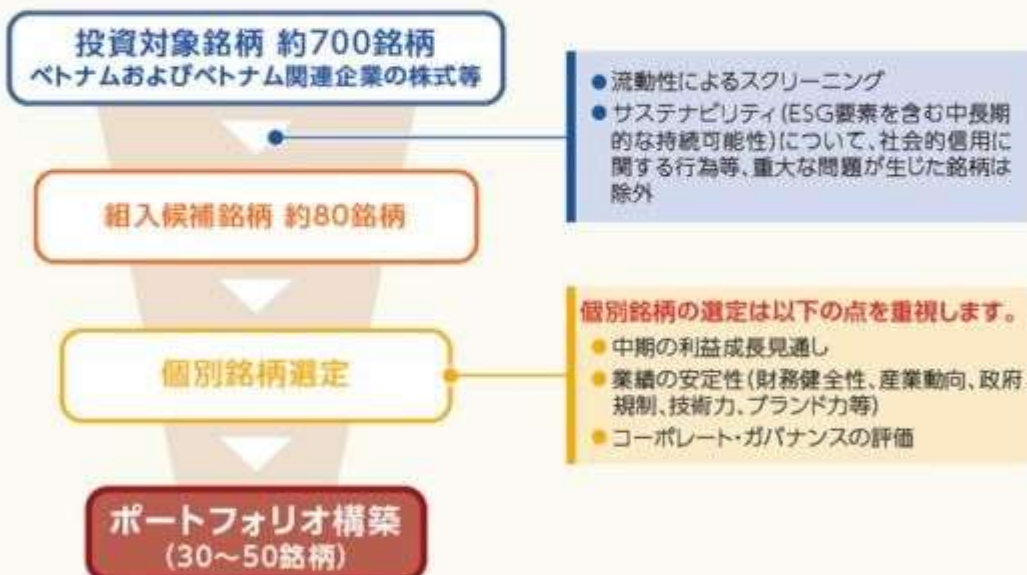 投資対象銘柄 約700銘柄
ベトナムおよびベトナム関連企業の株式等
●流動性によるスクリーニング
●サステナビリティ(ESG要素を含む中長期
的な持続可能性)について、社会的信用に
関する行為等、重大な問題が生じた銘柄は
除外
組入候補銘柄 約80銘柄
個別銘柄選定
個別銘柄の選定は以下の点を重視します。
●中期の利益成長見通し
●業績の安定性(財務健全性、産業動向、政府
規制、技術力、ブランド力等)
●コーポレート・ガバナンスの評価
ポートフォリオ構築
(30～50銘柄)